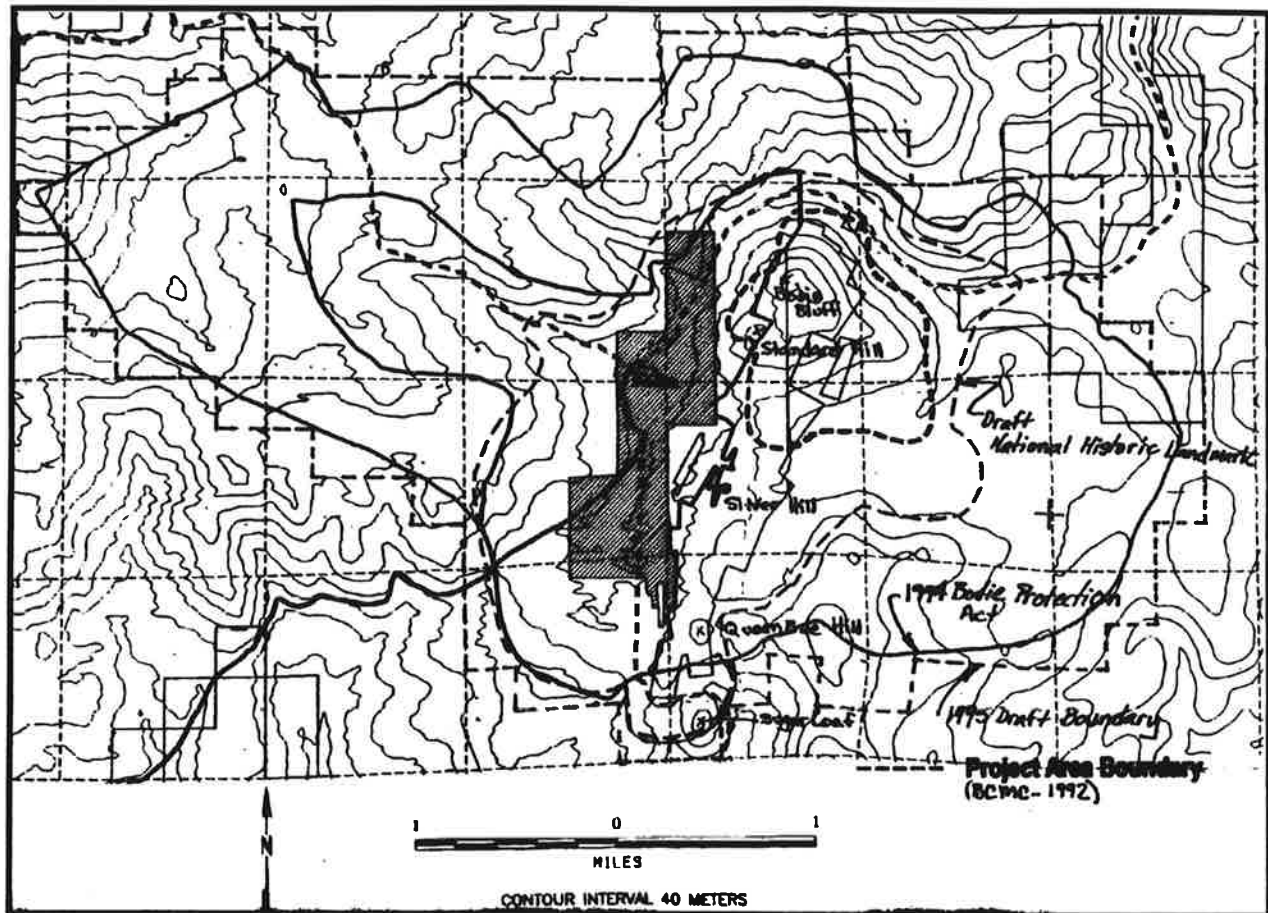 Bodie
Bluff
Standard Hill
Draft
National Historic Landmark
Silver Hill
1994 Bodie Protection
Act
Queen Bee Hill
Sugar Loaf
1995 Draft Boundary
Project Area Boundary
(BCMC - 1992)
1 0 1
MILES
N
CONTOUR INTERVAL 40 METERS